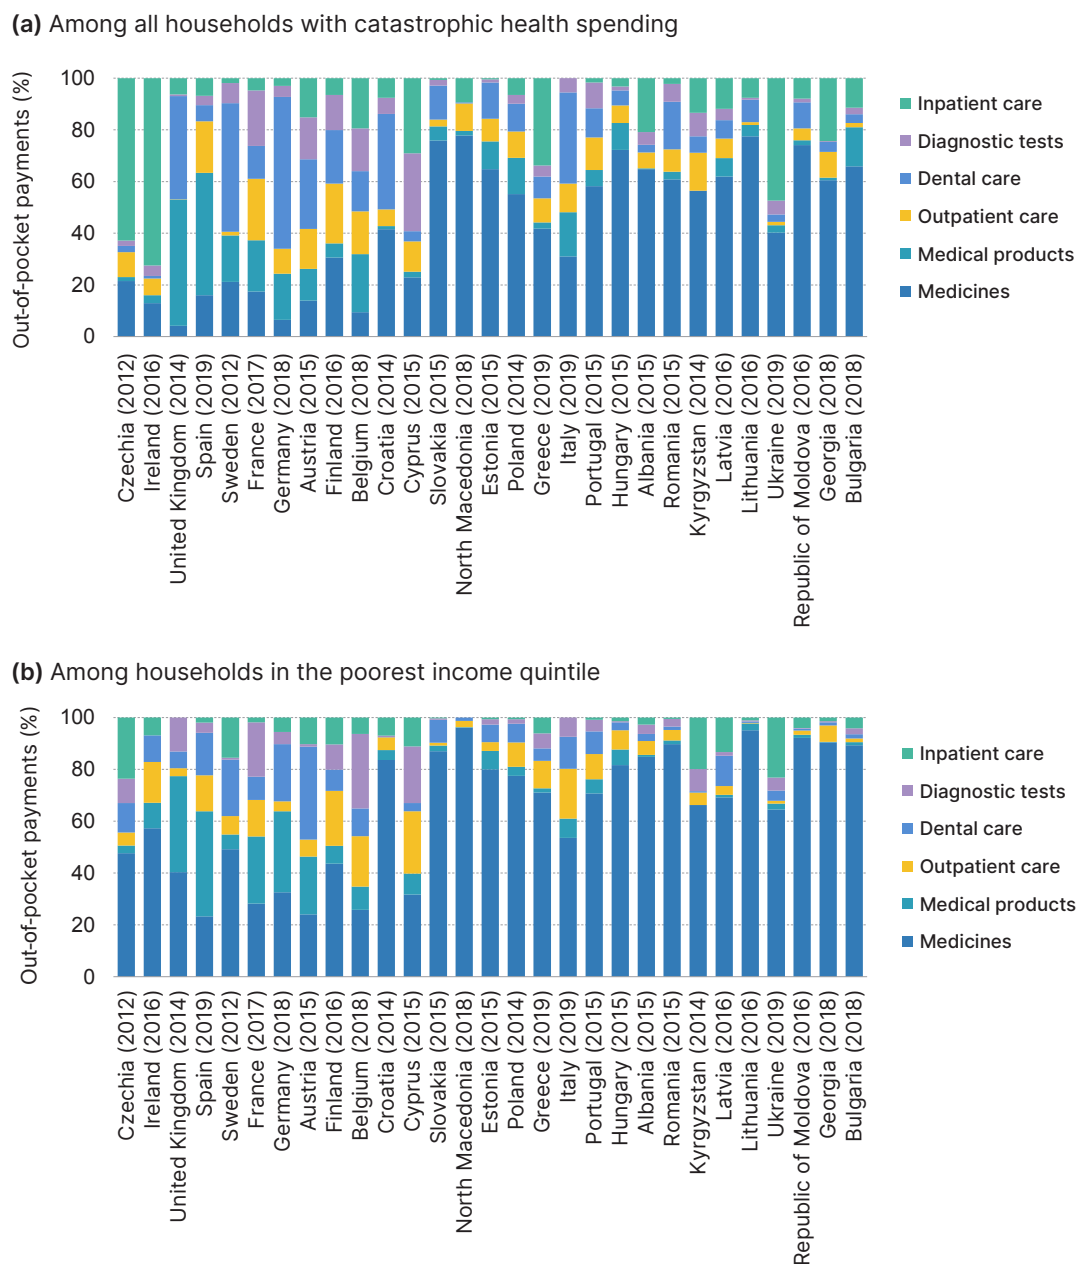 (a) Among all households with catastrophic health spending
Out-of-pocket payments (%)
100
80
60
40
20
0
Inpatient care
Diagnostic tests
Dental care
Outpatient care
Medical products
Medicines
Czechia (2012)
Ireland (2016)
United Kingdom (2014)
Spain (2019)
Sweden (2012)
France (2017)
Germany (2018)
Austria (2015)
Finland (2016)
Belgium (2018)
Croatia (2014)
Cyprus (2015)
Slovakia (2015)
North Macedonia (2018)
Estonia (2015)
Poland (2014)
Greece (2019)
Italy (2019)
Portugal (2015)
Hungary (2015)
Albania (2015)
Romania (2015)
Kyrgyzstan (2014)
Latvia (2016)
Lithuania (2016)
Ukraine (2019)
Republic of Moldova (2016)
Georgia (2018)
Bulgaria (2018)
(b) Among households in the poorest income quintile
Out-of-pocket payments (%)
100
80
60
40
20
0
Inpatient care
Diagnostic tests
Dental care
Outpatient care
Medical products
Medicines
Czechia (2012)
Ireland (2016)
United Kingdom (2014)
Spain (2019)
Sweden (2012)
France (2017)
Germany (2018)
Austria (2015)
Finland (2016)
Belgium (2018)
Croatia (2014)
Cyprus (2015)
Slovakia (2015)
North Macedonia (2018)
Estonia (2015)
Poland (2014)
Greece (2019)
Italy (2019)
Portugal (2015)
Hungary (2015)
Albania (2015)
Romania (2015)
Kyrgyzstan (2014)
Latvia (2016)
Lithuania (2016)
Ukraine (2019)
Republic of Moldova (2016)
Georgia (2018)
Bulgaria (2018)